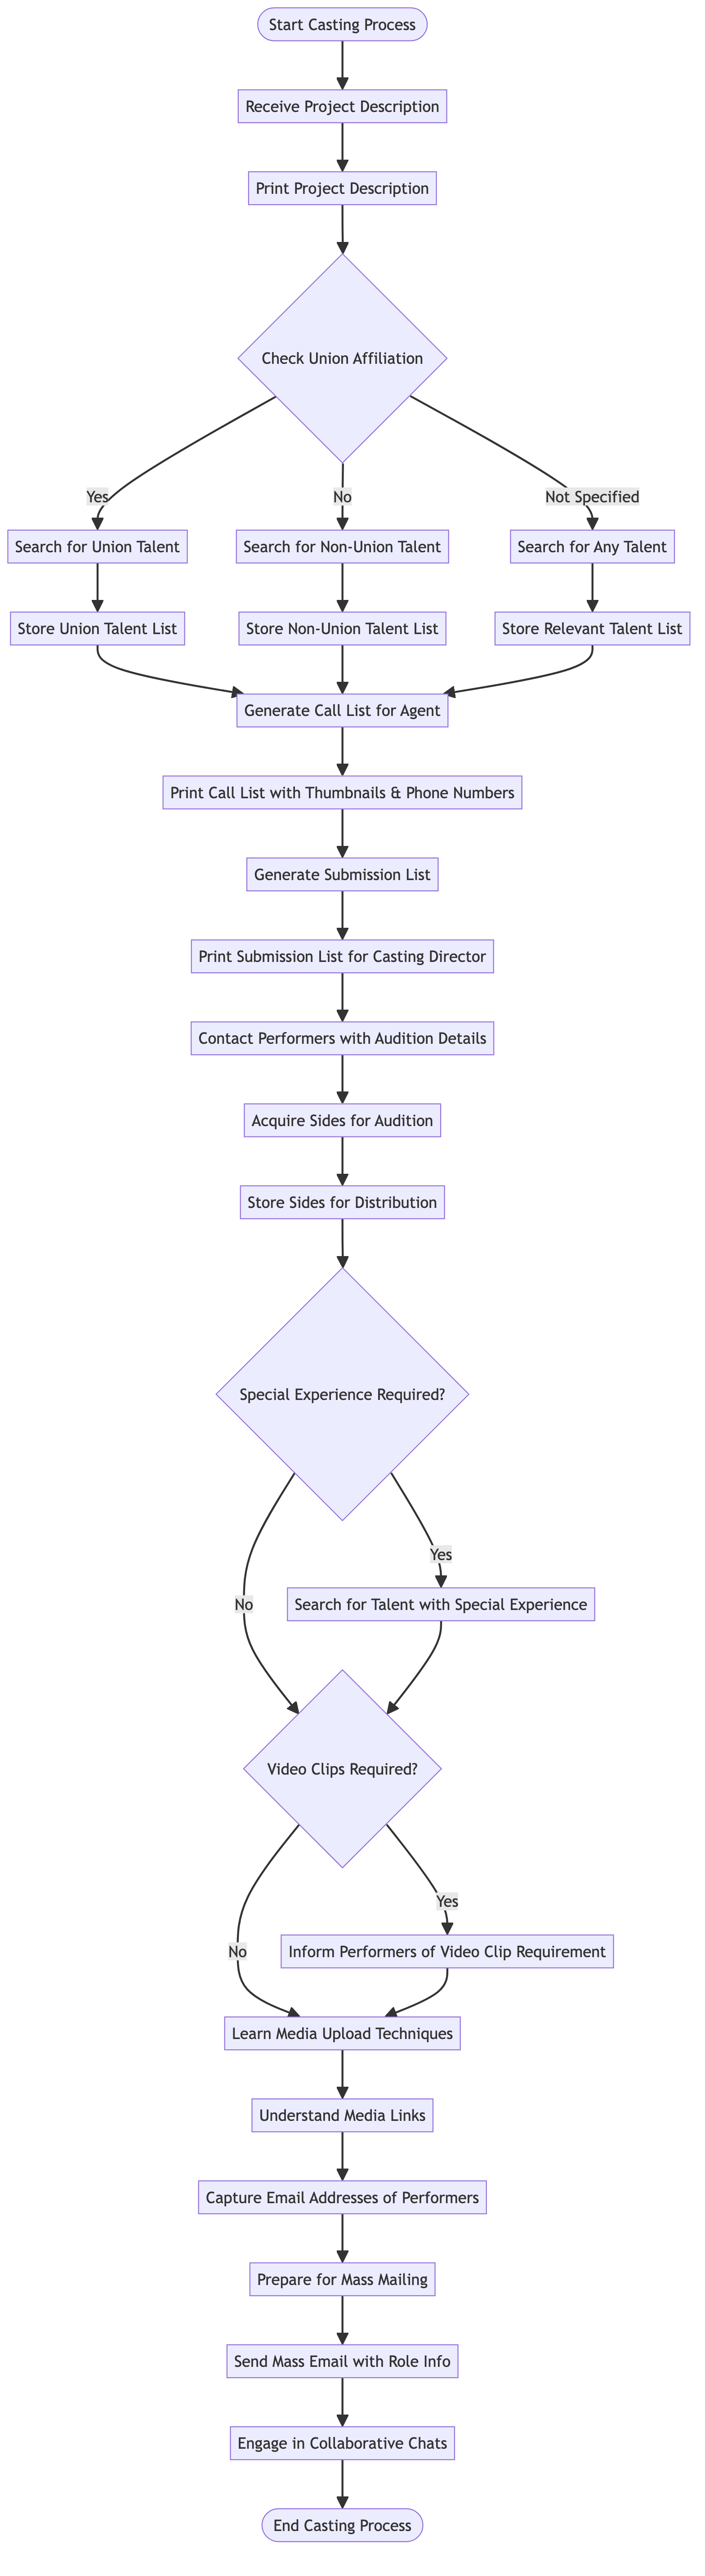 Start Casting Process
Receive Project Description
Print Project Description
Check Union Affiliation
Yes
No
Not Specified
Search for Union Talent
Search for Non-Union Talent
Search for Any Talent
Store Union Talent List
Store Non-Union Talent List
Store Relevant Talent List
Generate Call List for Agent
Print Call List with Thumbnails & Phone Numbers
Generate Submission List
Print Submission List for Casting Director
Contact Performers with Audition Details
Acquire Sides for Audition
Store Sides for Distribution
Special Experience Required?
Yes
No
Search for Talent with Special Experience
Video Clips Required?
Yes
No
Inform Performers of Video Clip Requirement
Learn Media Upload Techniques
Understand Media Links
Capture Email Addresses of Performers
Prepare for Mass Mailing
Send Mass Email with Role Info
Engage in Collaborative Chats
End Casting Process